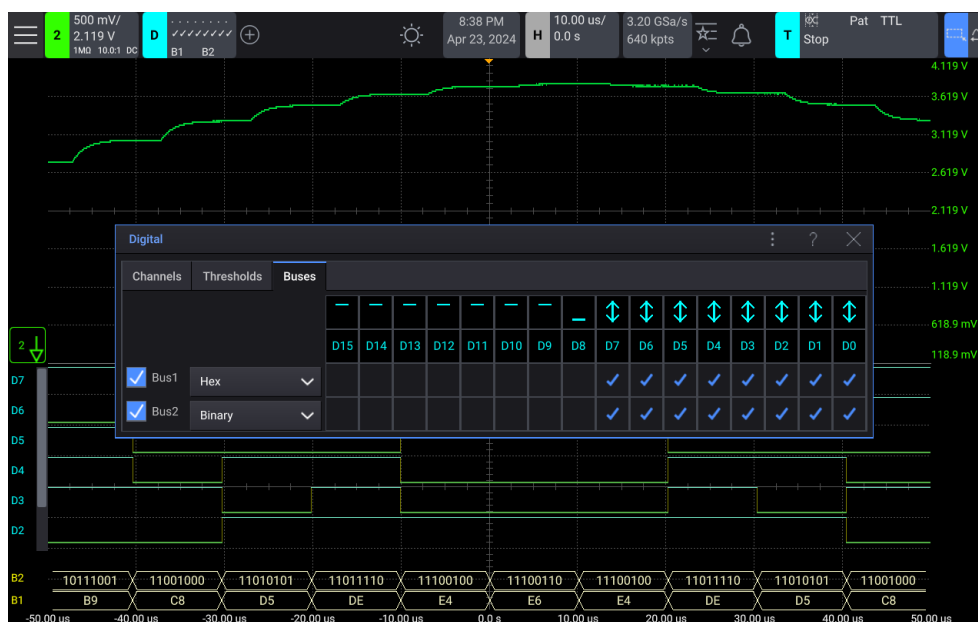 2
500 mV/
2.119 V
1MΩ 10.0:1 DC
D
B1 B2
8:38 PM
Apr 23, 2024
H
10.00 us/
0.0 s
3.20 GSa/s
640 kpts
T
Stop
Pat TTL
4.119 V
3.619 V
3.119 V
2.619 V
2.119 V
Digital
?
1.619 V
Channels Thresholds Buses
1.119 V
618.9 mV
2
D15 D14 D13 D12 D11 D10 D9 D8 D7 D6 D5 D4 D3 D2 D1 D0
118.9 mV
D7
Bus1 Hex
D6
Bus2 Binary
D5
D4
D3
D2
B2 10111001 11001000 11010101 11011110 11100100 11100110 11100100 11011110 11010101 11001000
B1 B9 C8 D5 DE E4 E6 E4 DE D5 C8
-50.00 us -40.00 us -30.00 us -20.00 us -10.00 us 0.0 s 10.00 us 20.00 us 30.00 us 40.00 us 50.00 us